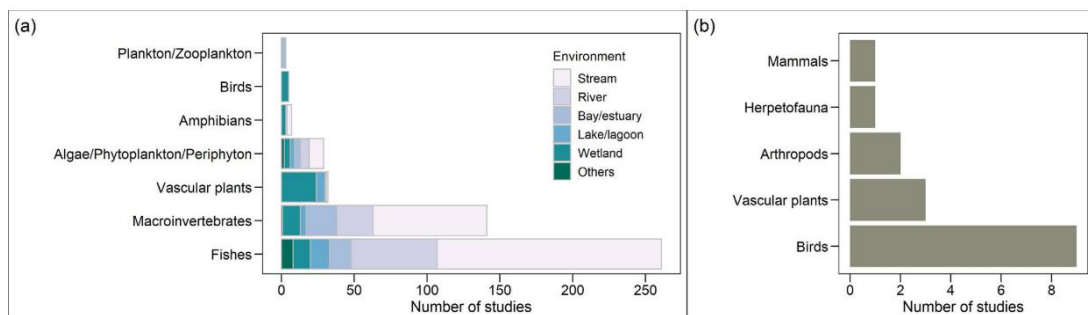 (a)
Plankton/Zooplankton
Birds
Amphibians
Algae/Phytoplankton/Periphyton
Vascular plants
Macroinvertebrates
Fishes
Environment
Stream
River
Bay/estuary
Lake/lagoon
Wetland
Others
0 50 100 150 200 250
Number of studies
(b)
Mammals
Herpetofauna
Arthropods
Vascular plants
Birds
0 2 4 6 8
Number of studies